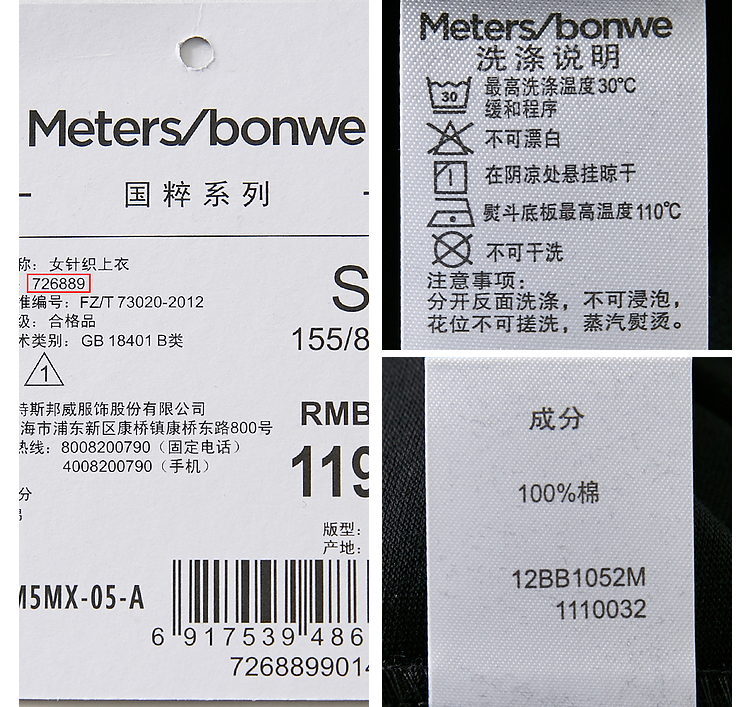 Meters/bonwe
国粹系列
称：女针织上衣
726889
准编号：FZ/T 73020-2012
级：合格品
术类别：GB 18401 B类
1
S
155/8
特斯邦威服饰股份有限公司
海市浦东新区康桥镇康桥东路800号
热线：8008200790（固定电话）
4008200790（手机）
分
棉
RMB
119
版型：
产地：
M5MX-05-A
6 917539 486
7268899014
Meters/bonwe
洗涤说明
30
最高洗涤温度30℃
缓和程序
不可漂白
在阴凉处悬挂晾干
熨斗底板最高温度110℃
不可干洗
注意事项：
分开反面洗涤，不可浸泡，
花位不可搓洗，蒸汽熨烫。
成分
100%棉
12BB1052M
1110032